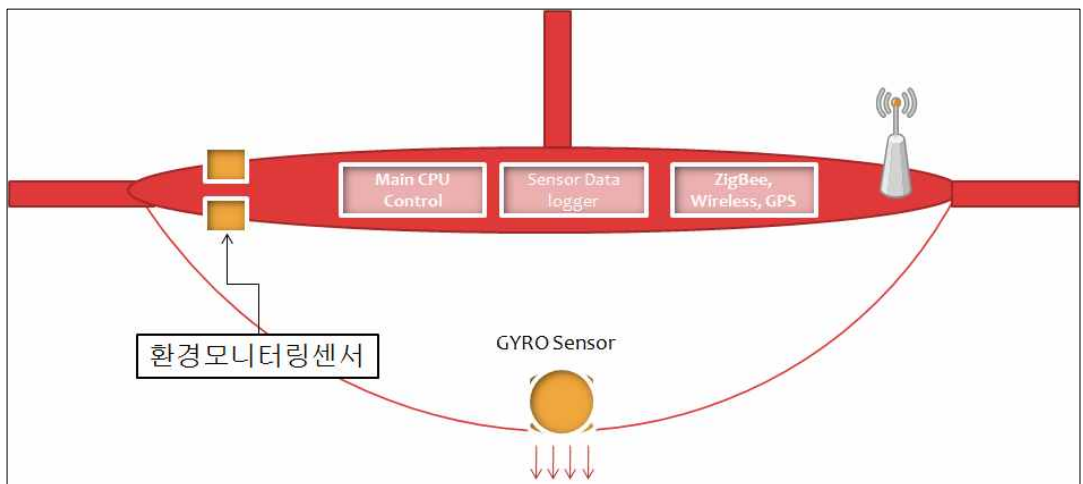 Main CPU
Control
Sensor Data
logger
ZigBee,
Wireless, GPS
환경모니터링센서
GYRO Sensor